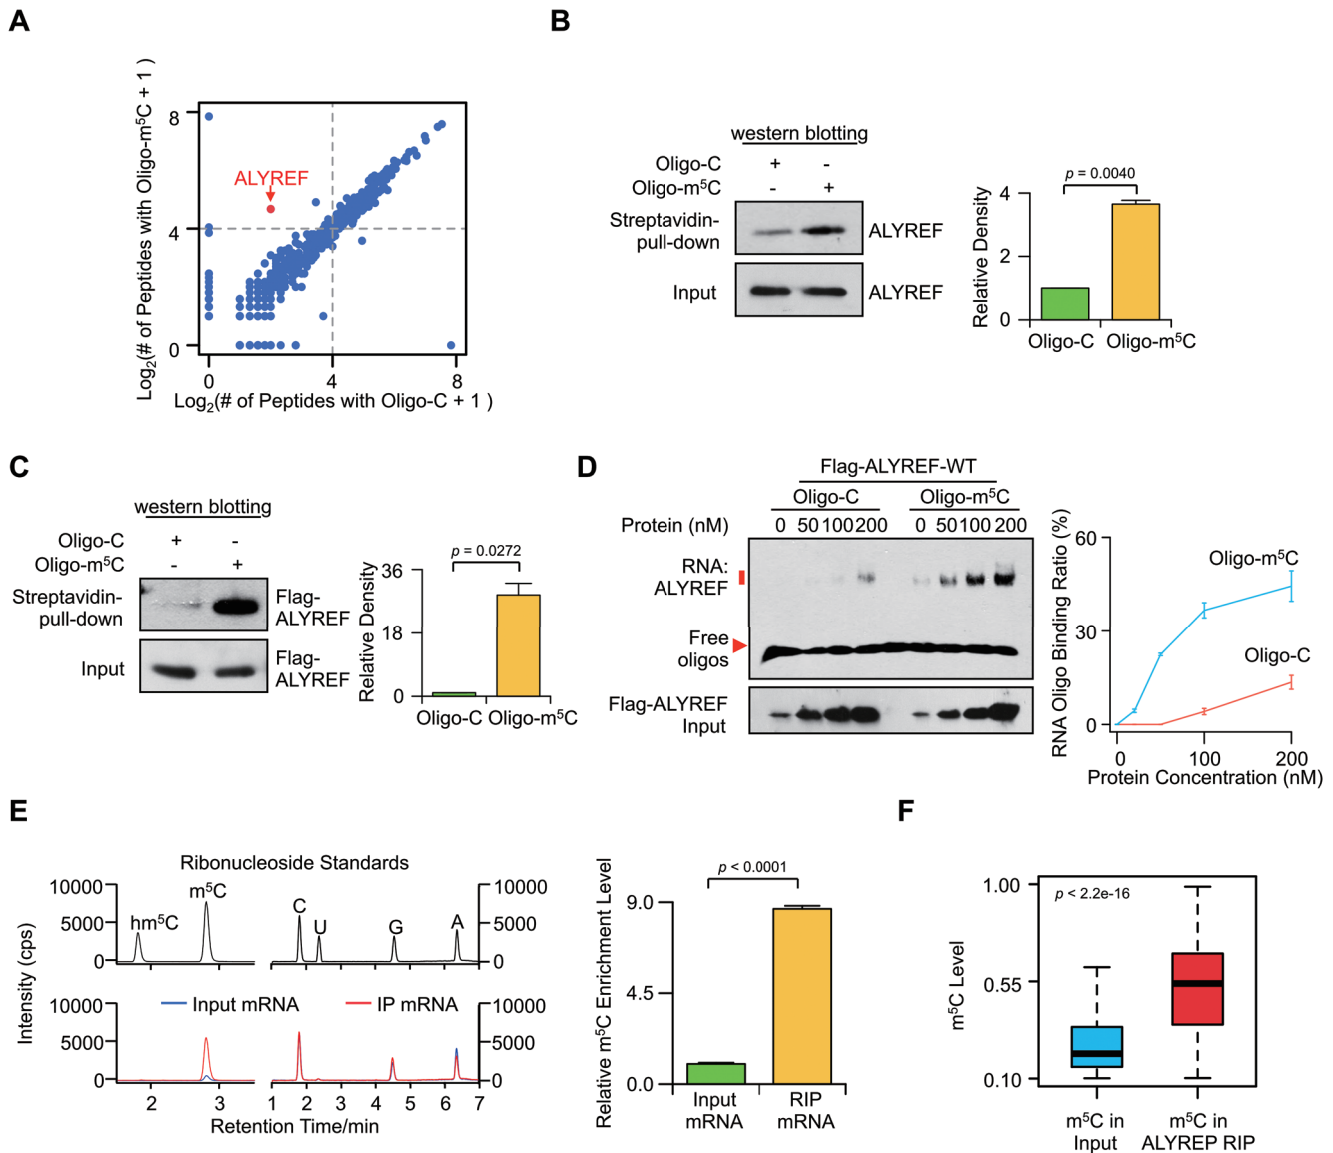 A
Log2(# of Peptides with Oligo-m⁵C + 1 )
8
4
0
ALYREF
0 4 8
Log2(# of Peptides with Oligo-C + 1 )
B
western blotting
Oligo-C + -
Oligo-m⁵C - +
Streptavidin-
pull-down
ALYREF
Input
ALYREF
Relative Density
4
2
0
p = 0.0040
Oligo-C Oligo-m⁵C
C
western blotting
Oligo-C + -
Oligo-m⁵C - +
Streptavidin-
pull-down
Flag-
ALYREF
Input
Flag-
ALYREF
Relative Density
36
18
0
p = 0.0272
Oligo-C Oligo-m⁵C
D
Flag-ALYREF-WT
Oligo-C Oligo-m⁵C
Protein (nM) 0 50 100 200 0 50 100 200
RNA:
ALYREF
Free
oligos
Flag-ALYREF
Input
RNA Oligo Binding Ratio (%)
60
30
0
Oligo-m⁵C
Oligo-C
0 100 200
Protein Concentration (nM)
E
Ribonucleoside Standards
Intensity (cps)
10000
5000
0
hm⁵C
m⁵C
C
U
G
A
10000
5000
0
10000
5000
0
Input mRNA
IP mRNA
10000
5000
0
2 3 1 2 3 4 5 6 7
Retention Time/min
Relative m⁵C Enrichment Level
9.0
4.5
0.0
p < 0.0001
Input
mRNA
RIP
mRNA
F
m⁵C Level
1.00
0.55
0.10
p < 2.2e-16
m⁵C in
Input
m⁵C in
ALYREP RIP